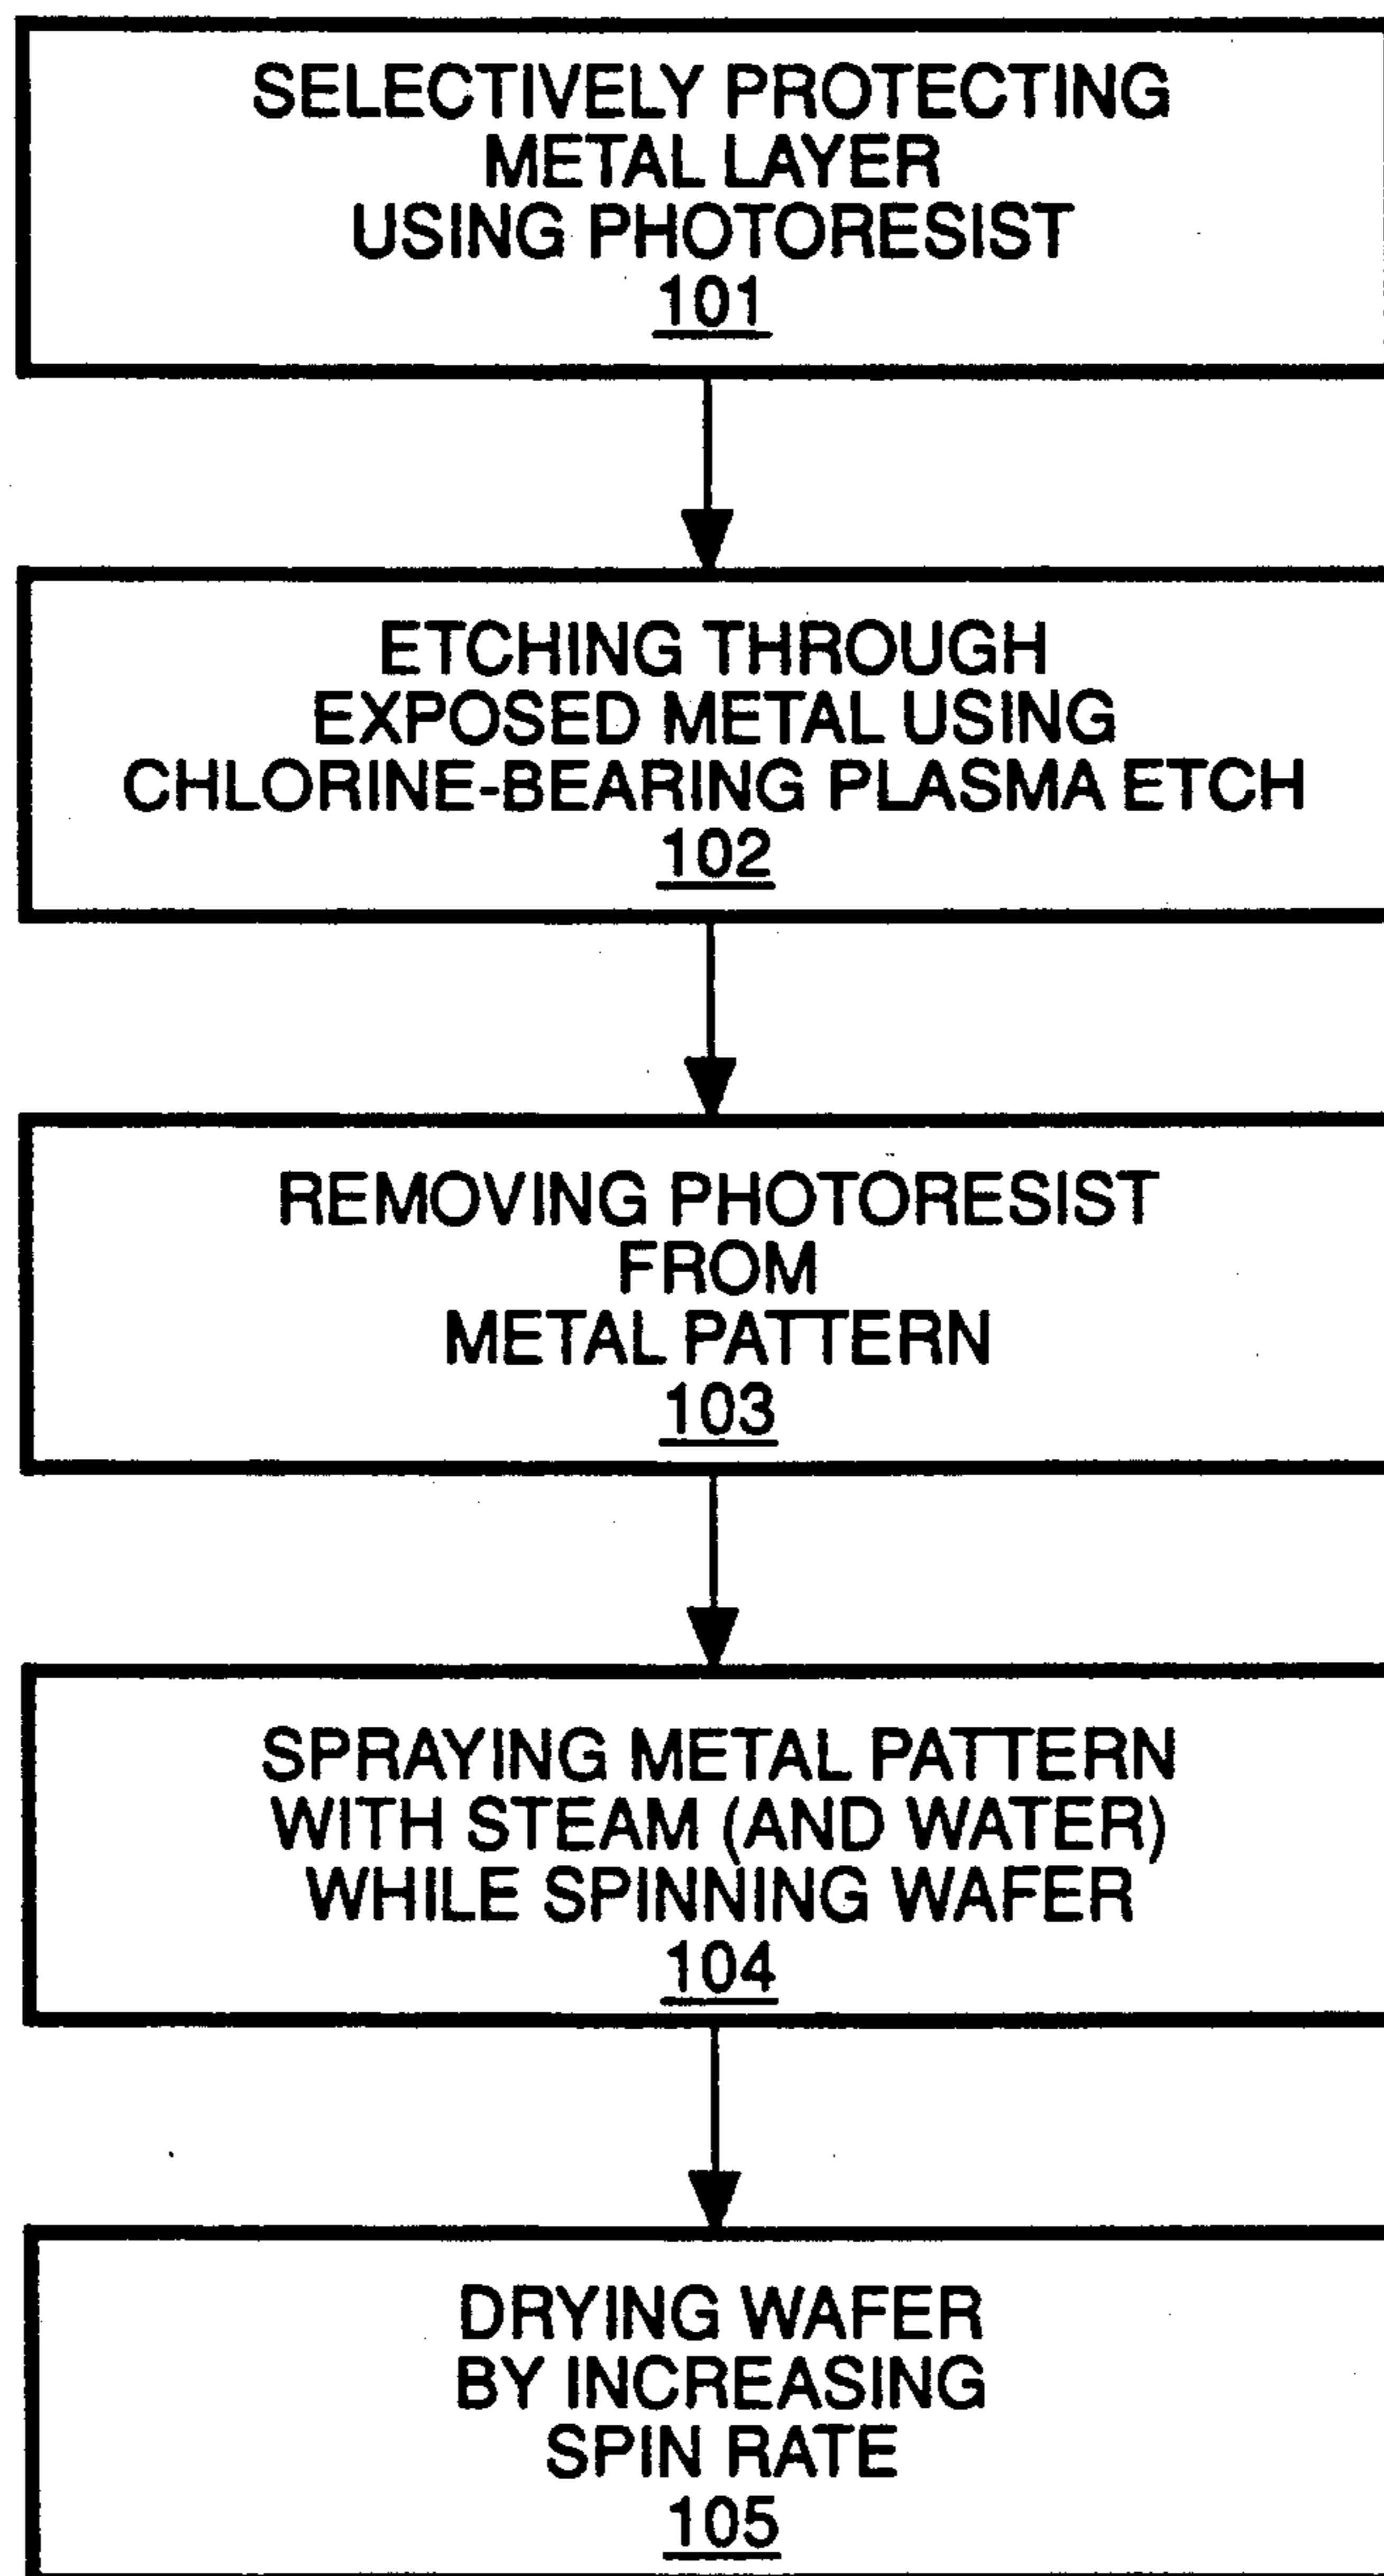 SELECTIVELY PROTECTING
METAL LAYER
USING PHOTORESIST
101
ETCHING THROUGH
EXPOSED METAL USING
CHLORINE-BEARING PLASMA ETCH
102
REMOVING PHOTORESIST
FROM
METAL PATTERN
103
SPRAYING METAL PATTERN
WITH STEAM (AND WATER)
WHILE SPINNING WAFER
104
DRYING WAFER
BY INCREASING
SPIN RATE
105